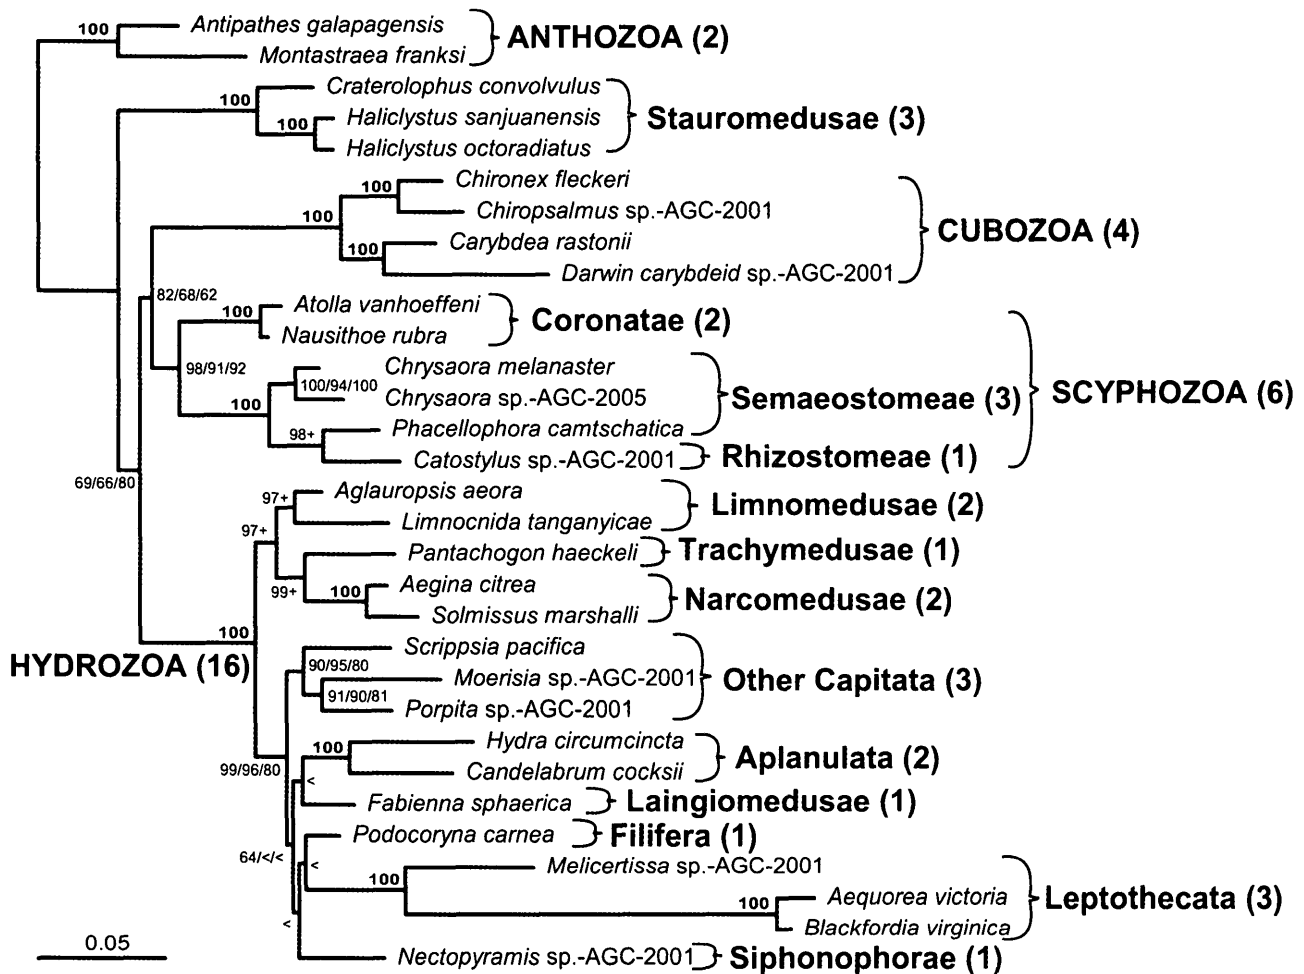 100
Antipathes galapagensis
Montastraea franksi
ANTHOZOA (2)
100
Craterolophus convolvulus
100
Haliclystus sanjuanensis
Haliclystus octoradiatus
Stauromedusae (3)
100
100
Chironex fleckeri
Chiropsalmus sp.-AGC-2001
100
Carybdea rastonii
Darwin carybdeid sp.-AGC-2001
CUBOZOA (4)
82/68/62
100
Atolla vanhoeffeni
Nausithoe rubra
Coronatae (2)
98/91/92
Chrysaora melanaster
100/94/100
Chrysaora sp.-AGC-2005
100
Phacellophora camtschatica
Semaeostomeae (3)
98+
Catostylus sp.-AGC-2001
Rhizostomeae (1)
SCYPHOZOA (6)
69/66/80
97+
Aglauropsis aeora
Limnocnida tanganyicae
Limnomedusae (2)
97+
Pantachogon haeckeli
Trachymedusae (1)
99+
100
Aegina citrea
Solmissus marshalli
Narcomedusae (2)
100
HYDROZOA (16)
Scrippsia pacifica
90/95/80
Moerisia sp.-AGC-2001
91/90/81
Porpita sp.-AGC-2001
Other Capitata (3)
99/96/80
100
Hydra circumcincta
Candelabrum cocksii
Aplanulata (2)
<
Fabienna sphaerica
Laingiomedusae (1)
Podocoryna carnea
Filifera (1)
64/</<
<
100
Melicertissa sp.-AGC-2001
100
Aequorea victoria
Blackfordia virginica
Leptothecata (3)
<
Nectopyramis sp.-AGC-2001
Siphonophorae (1)
0.05